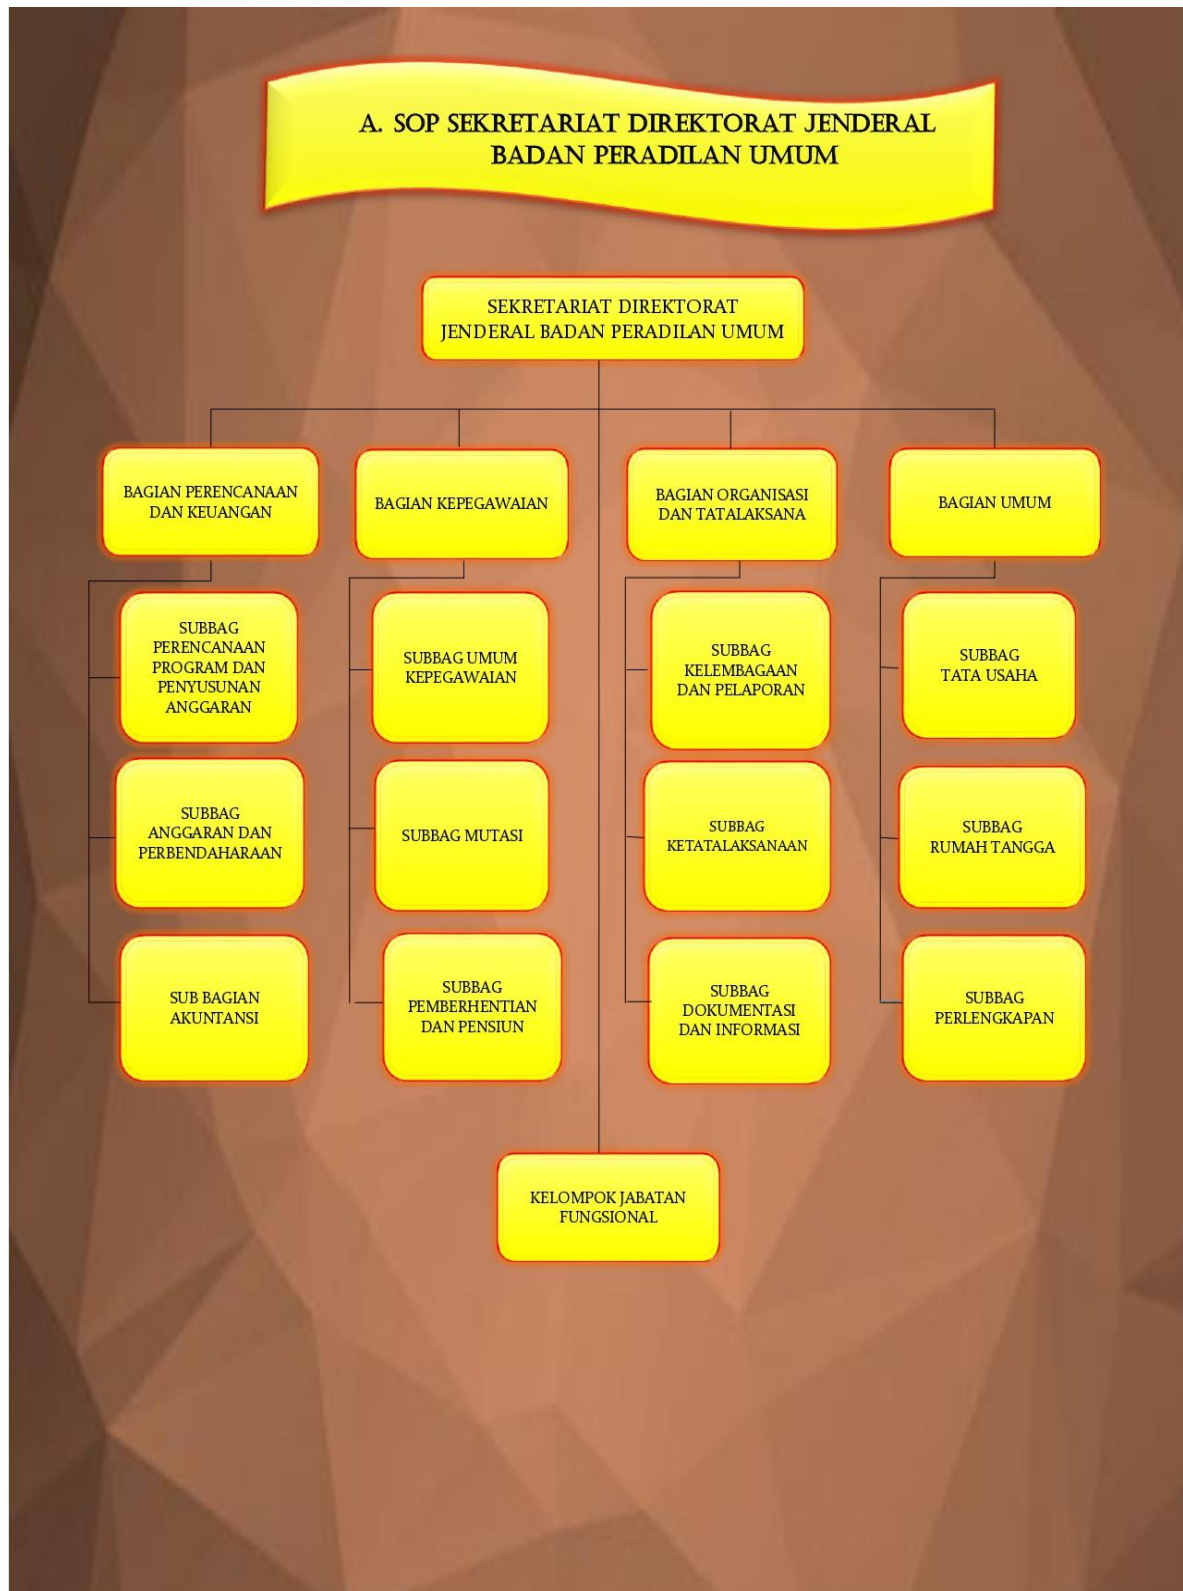 A. SOP SEKRETARIAT DIREKTORAT JENDERAL
BADAN PERADILAN UMUM
SEKRETARIAT DIREKTORAT
JENDERAL BADAN PERADILAN UMUM
BAGIAN PERENCANAAN
DAN KEUANGAN
BAGIAN KEPEGAWAIAN
BAGIAN ORGANISASI
DAN TATALAKSANA
BAGIAN UMUM
SUBBAG
PERENCANAAN
PROGRAM DAN
PENYUSUNAN
ANGGARAN
SUBBAG UMUM
KEPEGAWAIAN
SUBBAG
KELEMBAGAAN
DAN PELAPORAN
SUBBAG
TATA USAHA
SUBBAG
ANGGARAN DAN
PERBENDAHARAAN
SUBBAG MUTASI
SUBBAG
KETATALAKSANAAN
SUBBAG
RUMAH TANGGA
SUB BAGIAN
AKUNTANSI
SUBBAG
PEMBERHENTIAN
DAN PENSIUN
SUBBAG
DOKUMENTASI
DAN INFORMASI
SUBBAG
PERLENGKAPAN
KELOMPOK JABATAN
FUNGSIONAL